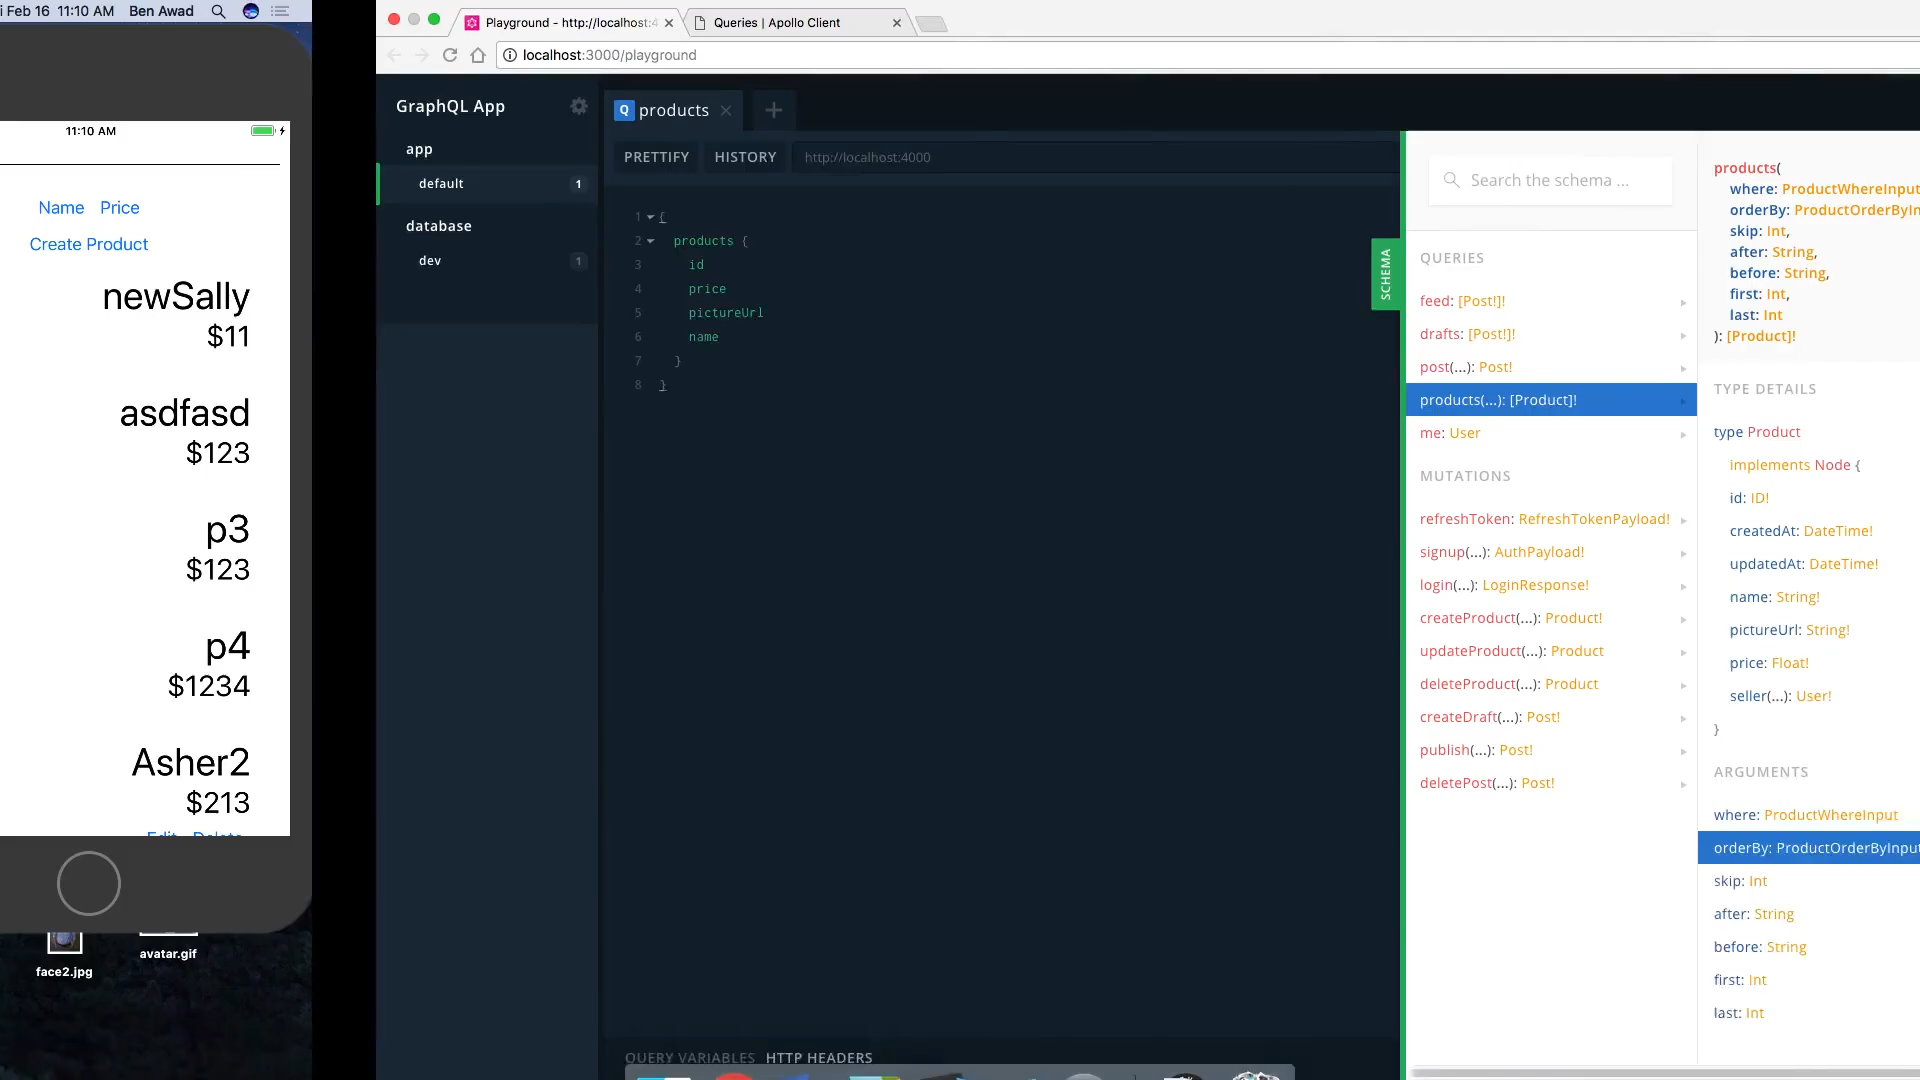 i Feb 16 11:10 AM Ben Awad
11:10 AM
Name Price
Create Product
newSally
$11
asdfasd
$123
p3
$123
p4
$1234
Asher2
$213
Edit Delete
face2.jpg
avatar.gif
Playground - http://localhost:4
Queries | Apollo Client
localhost:3000/playground
GraphQL App
app
default 1
database
dev 1
Q products
PRETTIFY HISTORY http://localhost:4000
1 {
2 products {
3 id
4 price
5 pictureUrl
6 name
7 }
8 }
QUERY VARIABLES HTTP HEADERS
SCHEMA
Search the schema ...
QUERIES
feed: [Post!]!
drafts: [Post!]!
post(...): Post!
products(...): [Product]!
me: User
MUTATIONS
refreshToken: RefreshTokenPayload!
signup(...): AuthPayload!
login(...): LoginResponse!
createProduct(...): Product!
updateProduct(...): Product
deleteProduct(...): Product
createDraft(...): Post!
publish(...): Post!
deletePost(...): Post!
products(
where: ProductWhereInput
orderBy: ProductOrderByIn
skip: Int,
after: String,
before: String,
first: Int,
last: Int
): [Product]!
TYPE DETAILS
type Product
implements Node {
id: ID!
createdAt: DateTime!
updatedAt: DateTime!
name: String!
pictureUrl: String!
price: Float!
seller(...): User!
}
ARGUMENTS
where: ProductWhereInput
orderBy: ProductOrderByInput
skip: Int
after: String
before: String
first: Int
last: Int